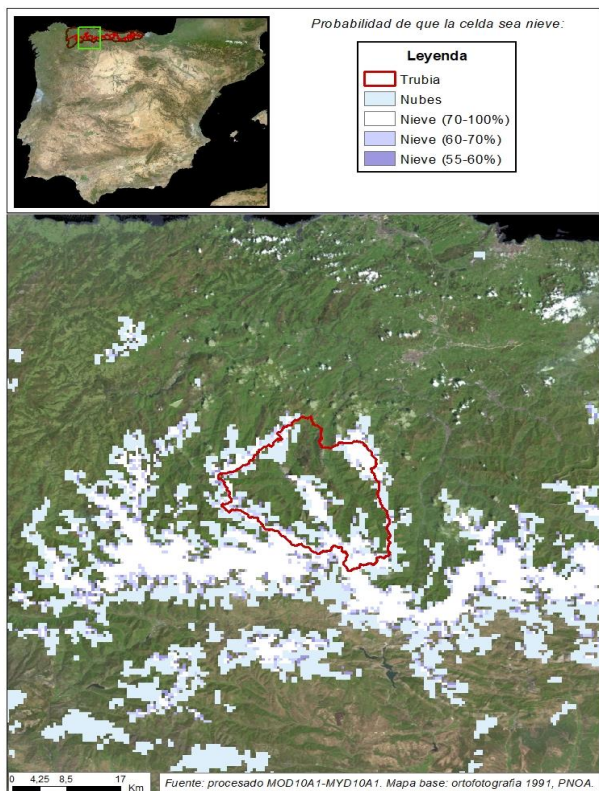 Probabilidad de que la celda sea nieve:
Leyenda
Trubia
Nubes
Nieve (70-100%)
Nieve (60-70%)
Nieve (55-60%)
0 4,25 8,5 17
Km
Fuente: procesado MOD10A1-MYD10A1. Mapa base: ortofotografía 1991, PNOA.